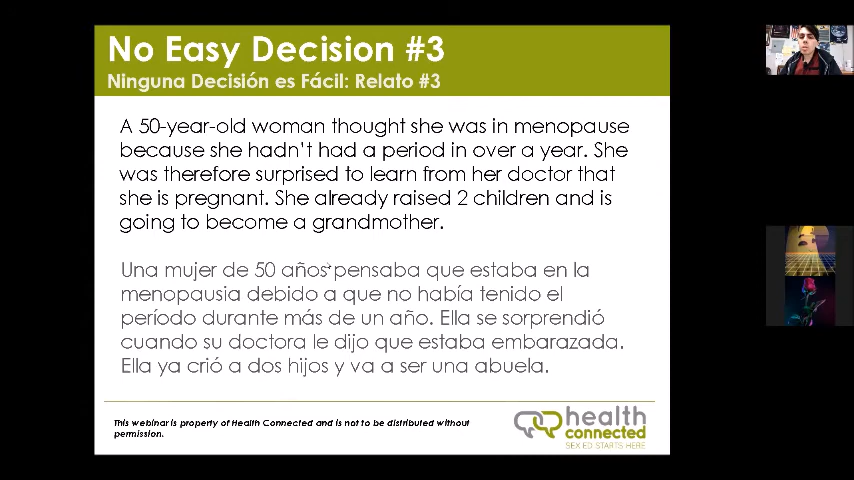 No Easy Decision #3
Ninguna Decisión es Fácil: Relato #3
A 50-year-old woman thought she was in menopause
because she hadn't had a period in over a year. She
was therefore surprised to learn from her doctor that
she is pregnant. She already raised 2 children and is
going to become a grandmother.
Una mujer de 50 años pensaba que estaba en la
menopausia debido a que no había tenido el
período durante más de un año. Ella se sorprendió
cuando su doctora le dijo que estaba embarazada.
Ella ya crió a dos hijos y va a ser una abuela.
This webinar is property of Health Connected and is not to be distributed without
permission.
health
connected
SEX ED STARTS HERE